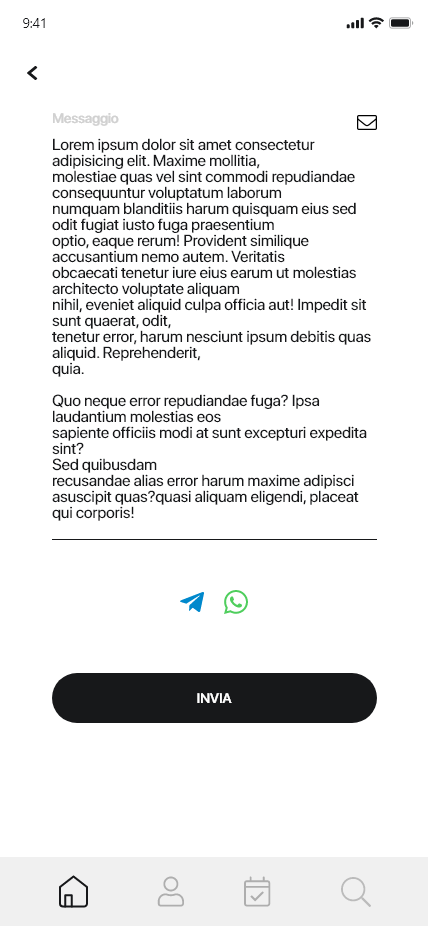 9:41
Messaggio
Lorem ipsum dolor sit amet consectetur
adipisicing elit. Maxime mollitia,
molestiae quas vel sint commodi repudiandae
consequuntur voluptatum laborum
numquam blanditiis harum quisquam eius sed
odit fugiat iusto fuga praesentium
optio, eaque rerum! Provident similique
accusantium nemo autem. Veritatis
obcaecati tenetur iure eius earum ut molestias
architecto voluptate aliquam
nihil, eveniet aliquid culpa officia aut! Impedit sit
sunt quaerat, odit,
tenetur error, harum nesciunt ipsum debitis quas
aliquid. Reprehenderit,
quia.
Quo neque error repudiandae fuga? Ipsa
laudantium molestias eos
sapiente officiis modi at sunt excepturi expedita
sint?
Sed quibusdam
recusandae alias error harum maxime adipisci
asuscipit quas?quasi aliquam eligendi, placeat
qui corporis!
INVIA